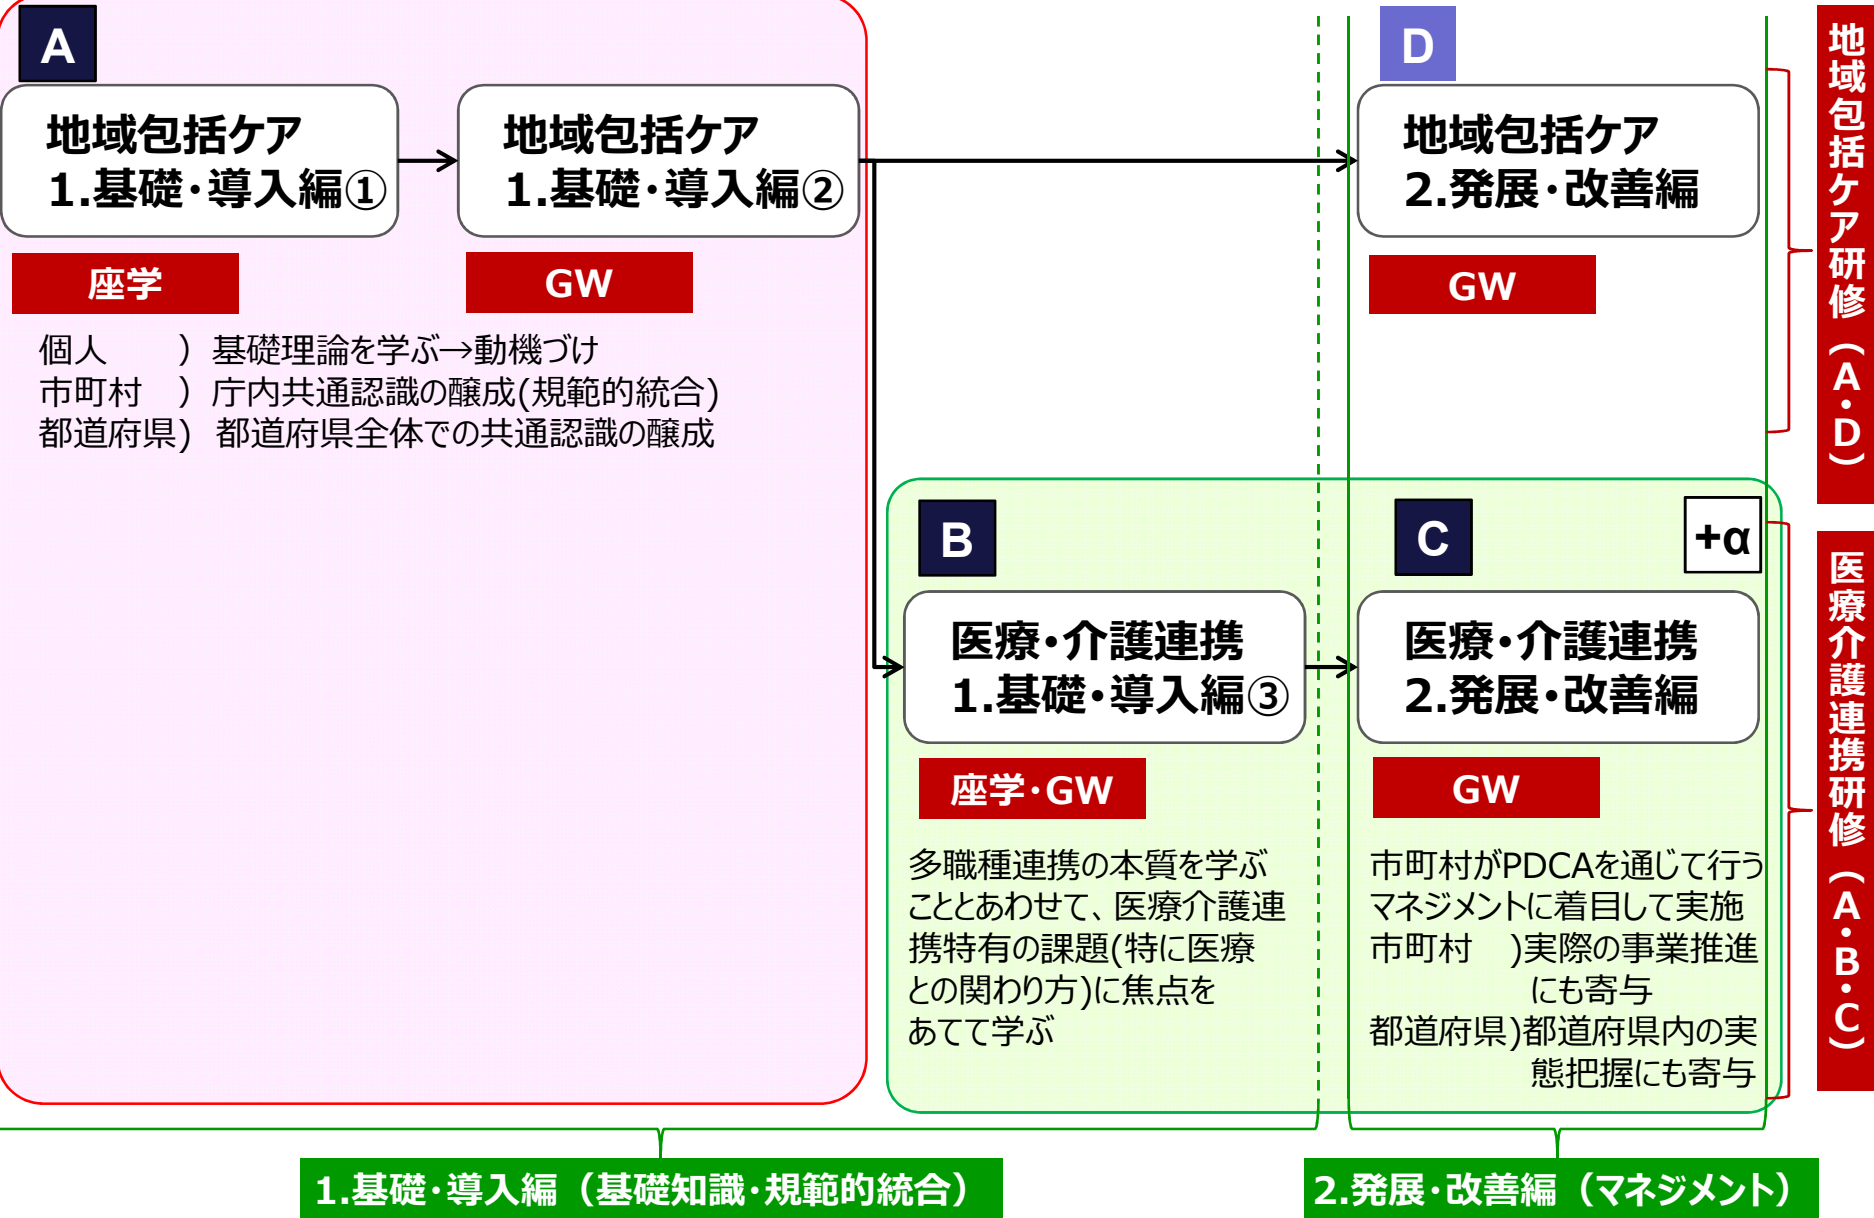 A
地域包括ケア
1.基礎・導入編①
座学
地域包括ケア
1.基礎・導入編②
GW
個人　　）基礎理論を学ぶ→動機づけ
市町村　）庁内共通認識の醸成(規範的統合)
都道府県) 都道府県全体での共通認識の醸成
D
地域包括ケア
2.発展・改善編
GW
B
医療・介護連携
1.基礎・導入編③
座学・GW
多職種連携の本質を学ぶ
こととあわせて、医療介護連
携特有の課題(特に医療
との関わり方)に焦点を
あてて学ぶ
C
+α
医療・介護連携
2.発展・改善編
GW
市町村がPDCAを通じて行う
マネジメントに着目して実施
市町村　)実際の事業推進
にも寄与
都道府県)都道府県内の実
態把握にも寄与
地域包括ケア研修（A・D）
医療介護連携研修（A・B・C）
1.基礎・導入編（基礎知識・規範的統合）
2.発展・改善編（マネジメント）